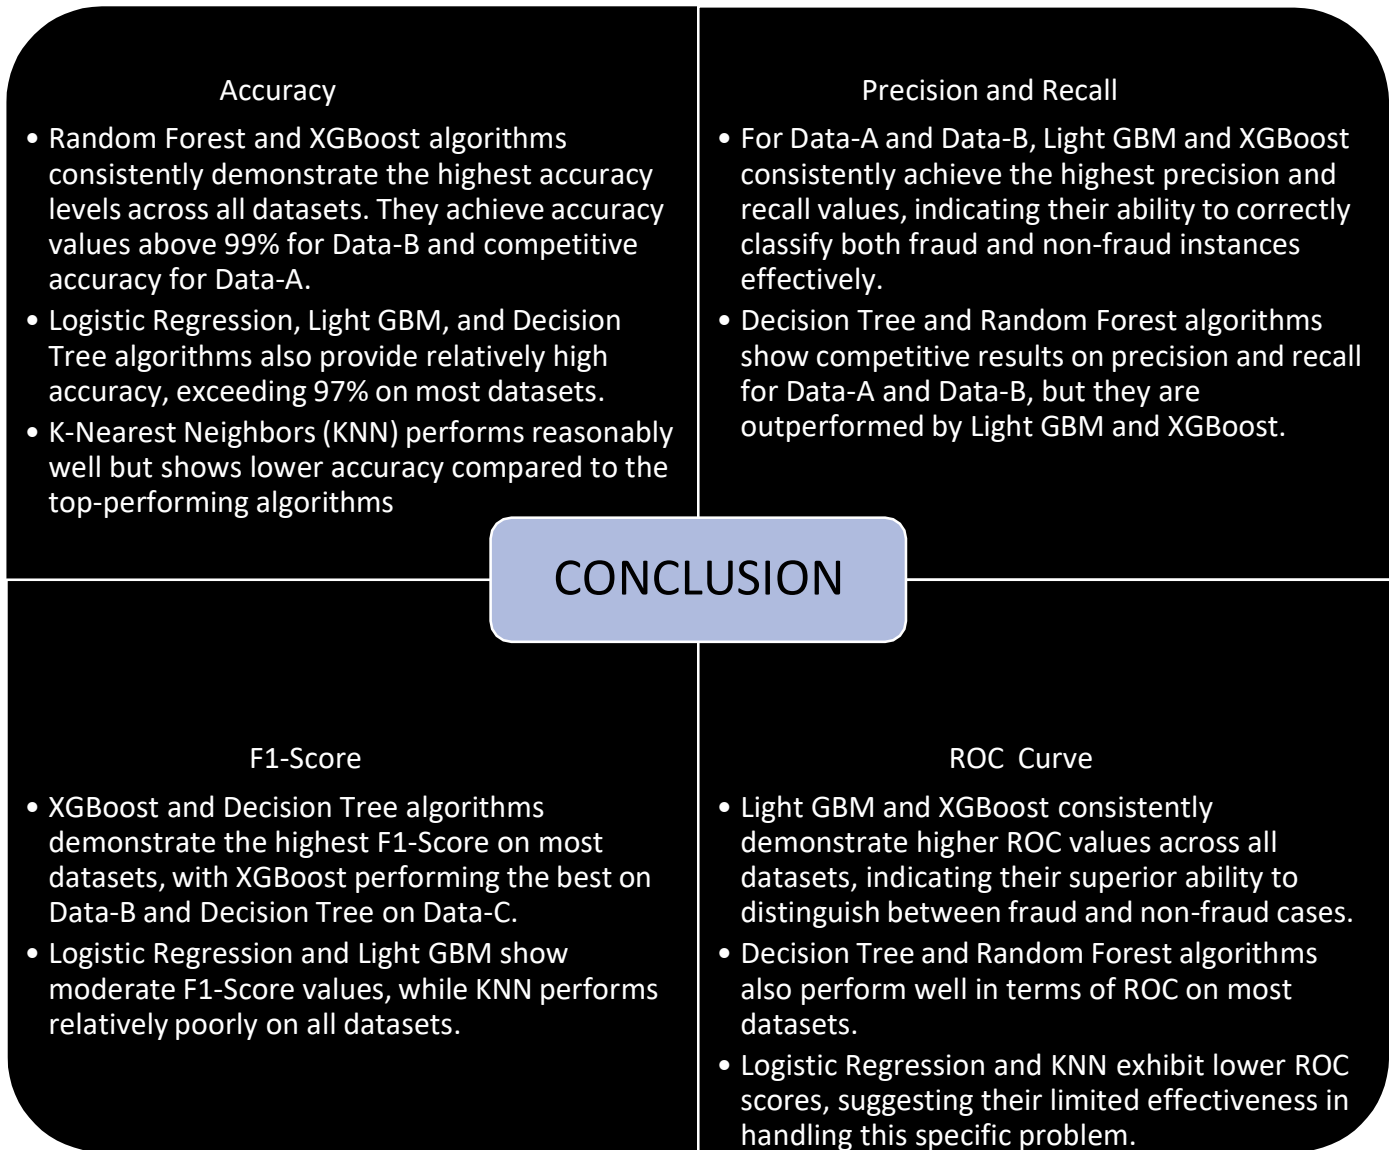 Accuracy
• Random Forest and XGBoost algorithms
consistently demonstrate the highest accuracy
levels across all datasets. They achieve accuracy
values above 99% for Data-B and competitive
accuracy for Data-A.
• Logistic Regression, Light GBM, and Decision
Tree algorithms also provide relatively high
accuracy, exceeding 97% on most datasets.
• K-Nearest Neighbors (KNN) performs reasonably
well but shows lower accuracy compared to the
top-performing algorithms
Precision and Recall
• For Data-A and Data-B, Light GBM and XGBoost
consistently achieve the highest precision and
recall values, indicating their ability to correctly
classify both fraud and non-fraud instances
effectively.
• Decision Tree and Random Forest algorithms
show competitive results on precision and recall
for Data-A and Data-B, but they are
outperformed by Light GBM and XGBoost.
CONCLUSION
F1-Score
• XGBoost and Decision Tree algorithms
demonstrate the highest F1-Score on most
datasets, with XGBoost performing the best on
Data-B and Decision Tree on Data-C.
• Logistic Regression and Light GBM show
moderate F1-Score values, while KNN performs
relatively poorly on all datasets.
ROC Curve
• Light GBM and XGBoost consistently
demonstrate higher ROC values across all
datasets, indicating their superior ability to
distinguish between fraud and non-fraud cases.
• Decision Tree and Random Forest algorithms
also perform well in terms of ROC on most
datasets.
• Logistic Regression and KNN exhibit lower ROC
scores, suggesting their limited effectiveness in
handling this specific problem.